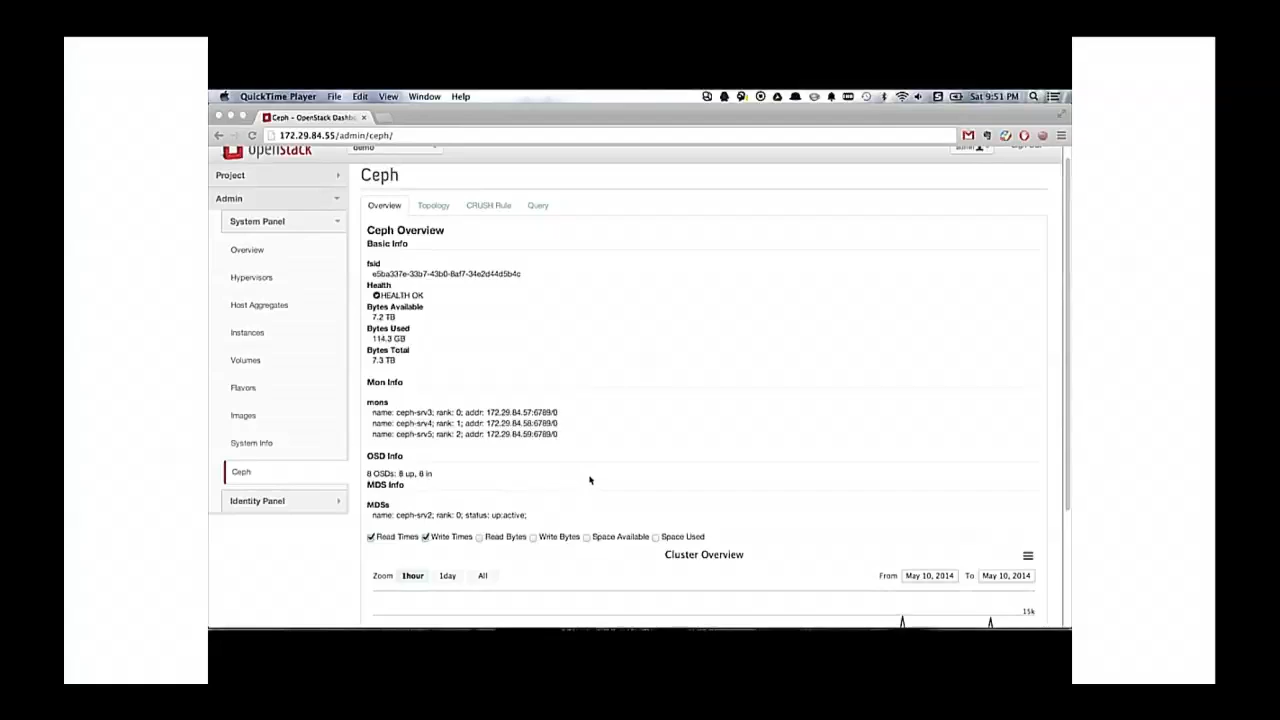 QuickTime Player File Edit View Window Help Sat 9:51 PM
Ceph - OpenStack Dashb
172.29.84.55/admin/ceph/
openstack demo admin
Project
Admin
System Panel
Overview
Hypervisors
Host Aggregates
Instances
Volumes
Flavors
Images
System Info
Ceph
Identity Panel
Ceph
Overview Topology CRUSH Rule Query
Ceph Overview
Basic Info
fsid
e5ba337e-33b7-43b0-8af7-34e2d44d5b4c
Health
HEALTH OK
Bytes Available
7.2 TB
Bytes Used
114.3 GB
Bytes Total
7.3 TB
Mon Info
mons
name: ceph-srv3; rank: 0; addr: 172.29.84.57:6789/0
name: ceph-srv4; rank: 1; addr: 172.29.84.58:6789/0
name: ceph-srv5; rank: 2; addr: 172.29.84.59:6789/0
OSD Info
8 OSDs: 8 up, 8 in
MDS Info
MDSs
name: ceph-srv2; rank: 0; status: up:active;
Read Times Write Times Read Bytes Write Bytes Space Available Space Used
Cluster Overview
Zoom 1hour 1day All From May 10, 2014 To May 10, 2014
15k